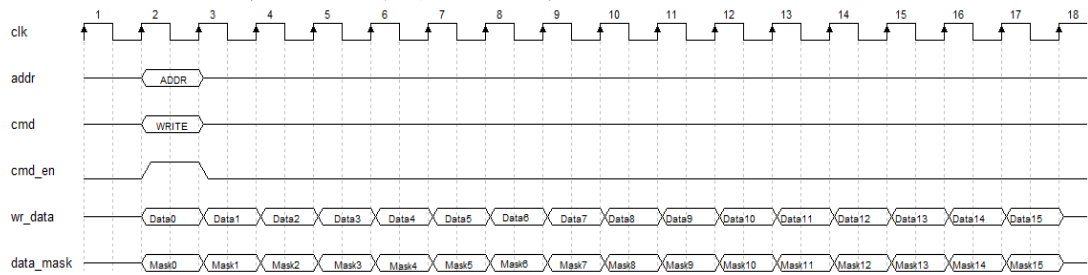 1 2 3 4 5 6 7 8 9 10 11 12 13 14 15 16 17 18
clk
addr ADDR
cmd WRITE
cmd_en
wr_data Data0 Data1 Data2 Data3 Data4 Data5 Data6 Data7 Data8 Data9 Data10 Data11 Data12 Data13 Data14 Data15
data_mask Mask0 Mask1 Mask2 Mask3 Mask4 Mask5 Mask6 Mask7 Mask8 Mask9 Mask10 Mask11 Mask12 Mask13 Mask14 Mask15